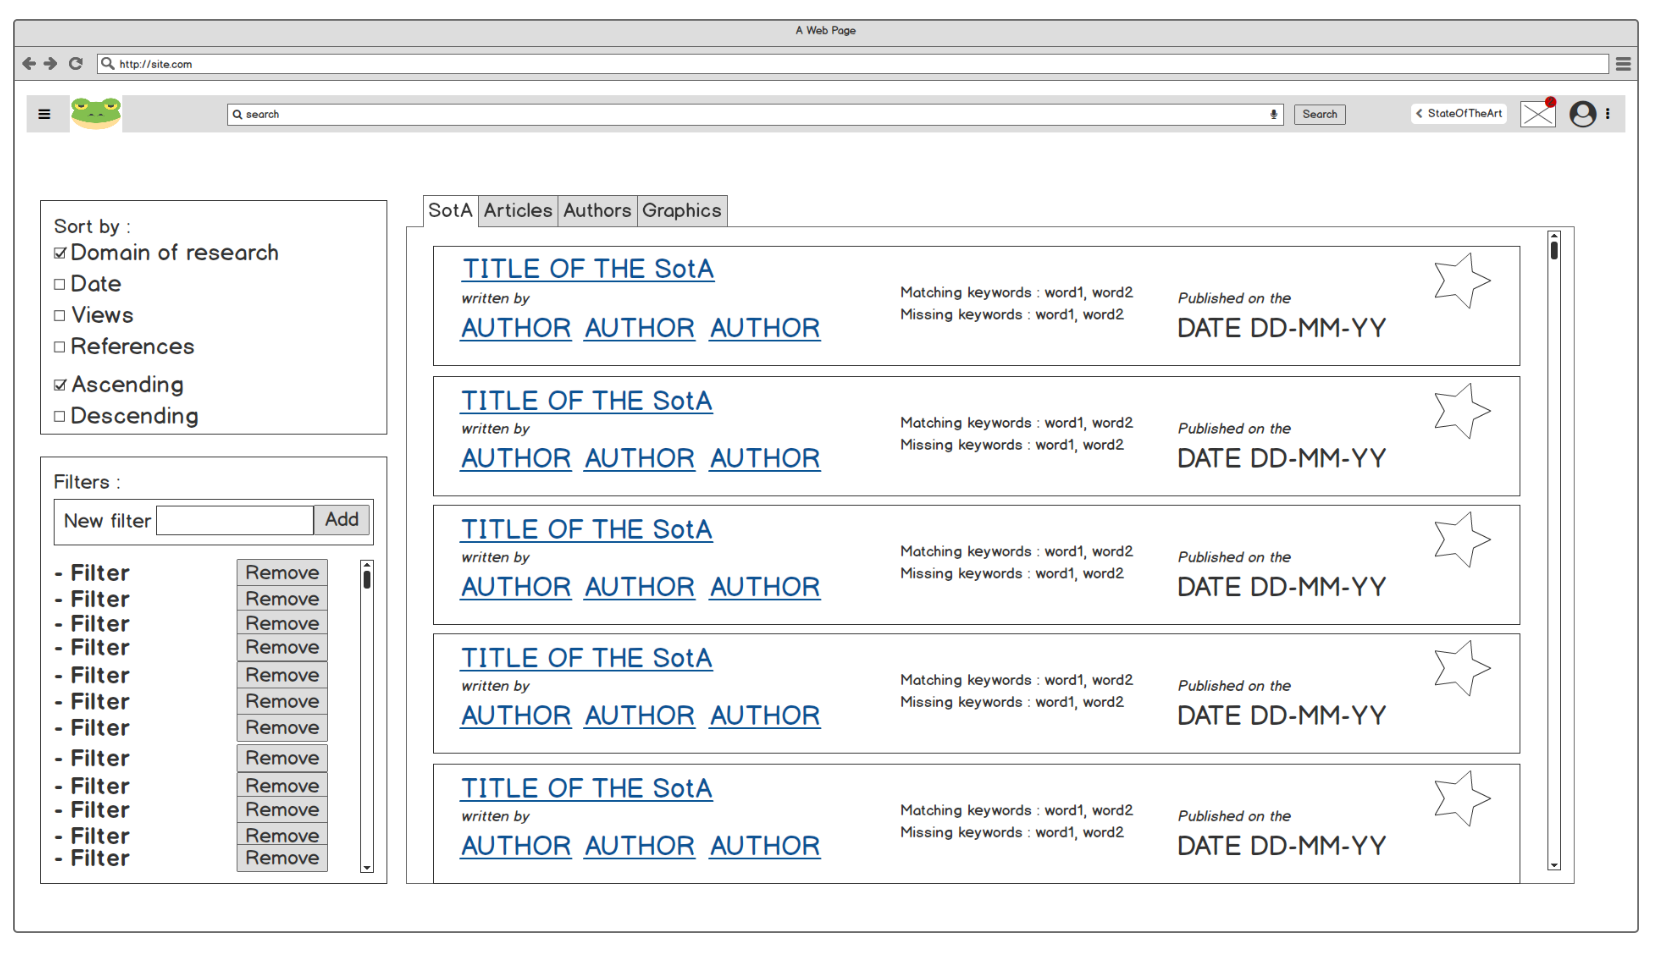 A Web Page
http://site.com
search
Search
StateOfTheArt
2
Sort by :
Domain of research
Date
Views
References
Ascending
Descending
Filters :
New filter
Add
- Filter Remove
- Filter Remove
- Filter Remove
- Filter Remove
- Filter Remove
- Filter Remove
- Filter Remove
- Filter Remove
- Filter Remove
- Filter Remove
- Filter Remove
- Filter Remove
SotA Articles Authors Graphics
TITLE OF THE SotA
written by
AUTHOR AUTHOR AUTHOR
Matching keywords : word1, word2
Missing keywords : word1, word2
Published on the
DATE DD-MM-YY
TITLE OF THE SotA
written by
AUTHOR AUTHOR AUTHOR
Matching keywords : word1, word2
Missing keywords : word1, word2
Published on the
DATE DD-MM-YY
TITLE OF THE SotA
written by
AUTHOR AUTHOR AUTHOR
Matching keywords : word1, word2
Missing keywords : word1, word2
Published on the
DATE DD-MM-YY
TITLE OF THE SotA
written by
AUTHOR AUTHOR AUTHOR
Matching keywords : word1, word2
Missing keywords : word1, word2
Published on the
DATE DD-MM-YY
TITLE OF THE SotA
written by
AUTHOR AUTHOR AUTHOR
Matching keywords : word1, word2
Missing keywords : word1, word2
Published on the
DATE DD-MM-YY